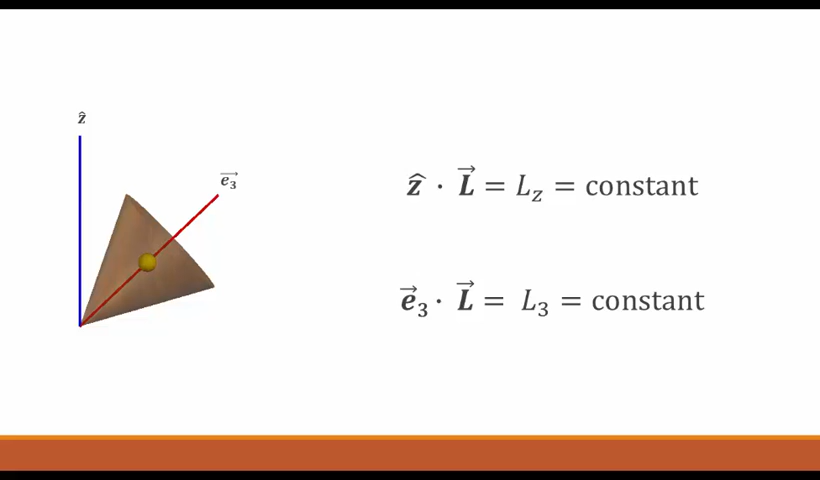 ẑ
e₃⃗
ẑ · L⃗ = L_z = constant
e⃗₃ · L⃗ = L₃ = constant